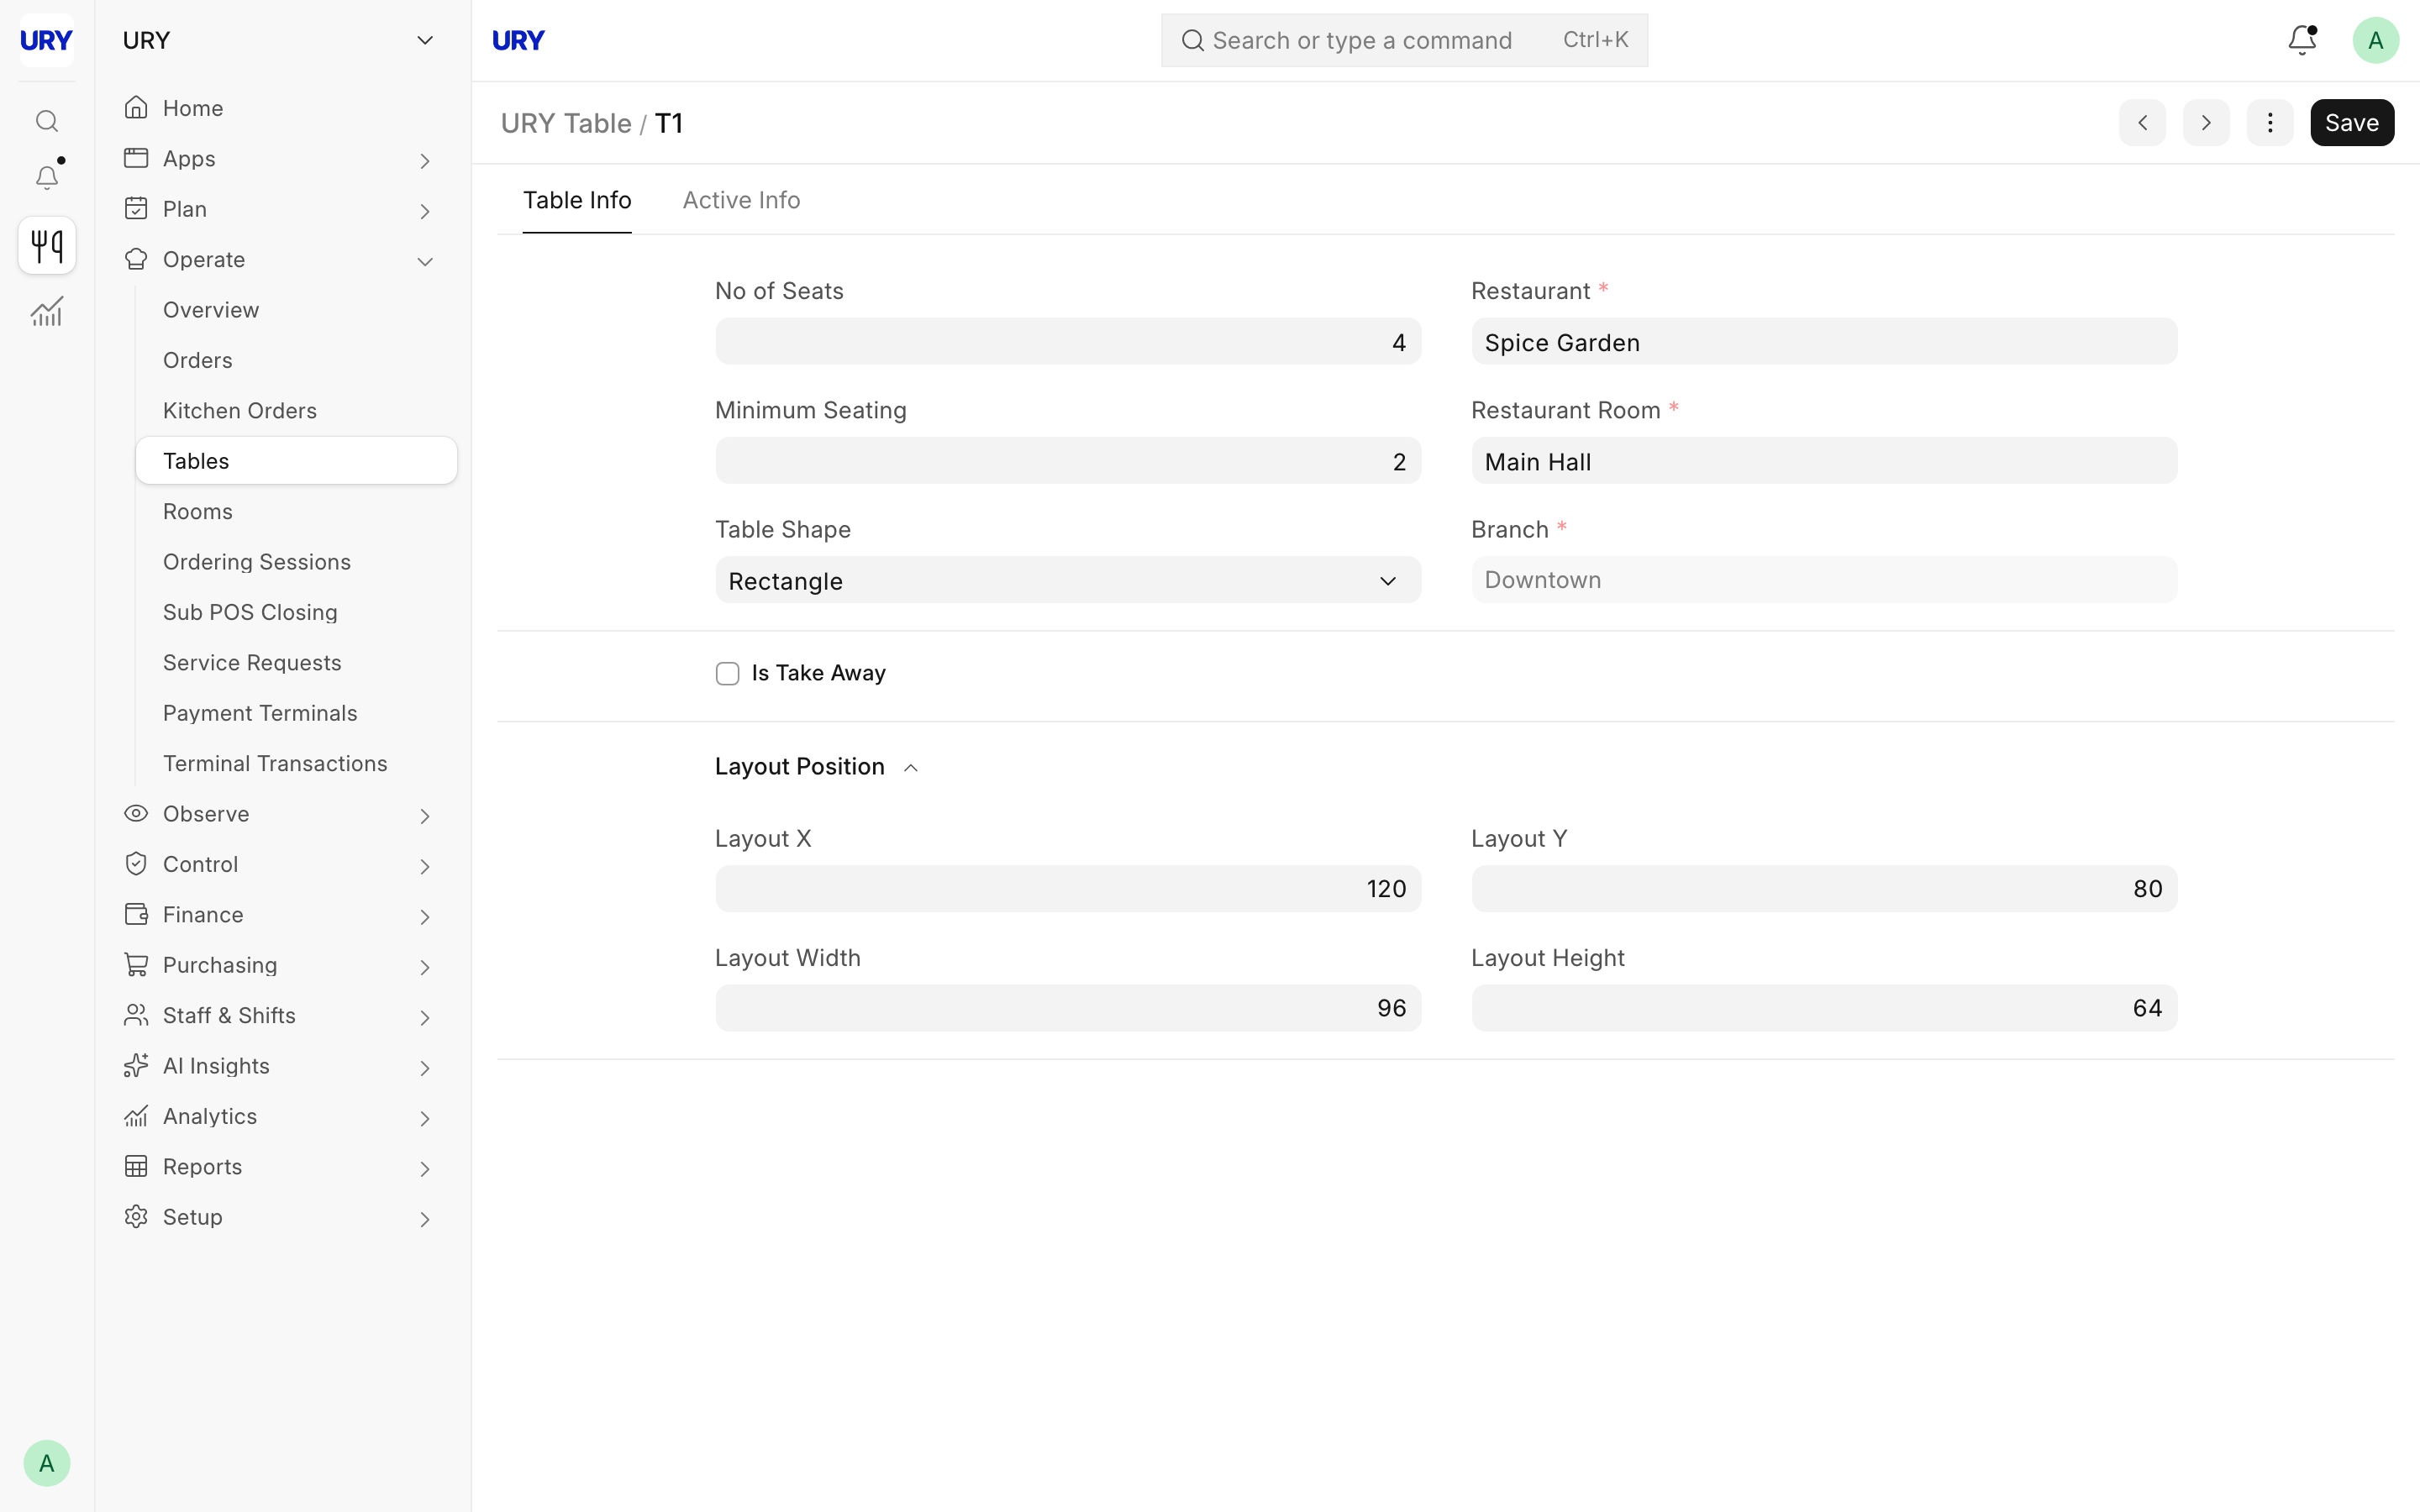 URY
URY
Home
Apps
Plan
Operate
Overview
Orders
Kitchen Orders
Tables
Rooms
Ordering Sessions
Sub POS Closing
Service Requests
Payment Terminals
Terminal Transactions
Observe
Control
Finance
Purchasing
Staff & Shifts
AI Insights
Analytics
Reports
Setup
A
URY
Search or type a command Ctrl+K
A
URY Table / T1
Save
Table Info Active Info
No of Seats
4
Restaurant *
Spice Garden
Minimum Seating
2
Restaurant Room *
Main Hall
Table Shape
Rectangle
Branch *
Downtown
Is Take Away
Layout Position
Layout X
120
Layout Y
80
Layout Width
96
Layout Height
64